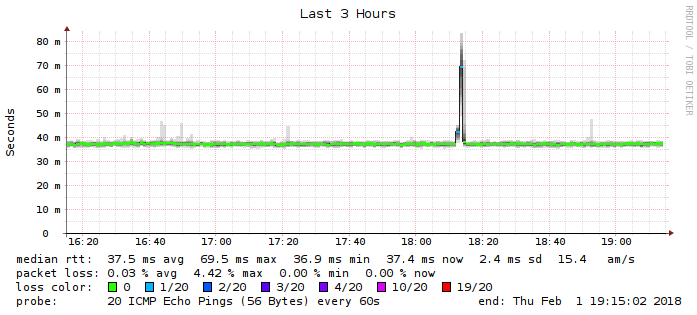 Last 3 Hours
RRDTOOL / TOBI OETIKER
Seconds
80 m
70 m
60 m
50 m
40 m
30 m
20 m
10 m
0
16:20 16:40 17:00 17:20 17:40 18:00 18:20 18:40 19:00
median rtt: 37.5 ms avg 69.5 ms max 36.9 ms min 37.4 ms now 2.4 ms sd 15.4 am/s
packet loss: 0.03 % avg 4.42 % max 0.00 % min 0.00 % now
loss color: 0 1/20 2/20 3/20 4/20 10/20 19/20
probe: 20 ICMP Echo Pings (56 Bytes) every 60s end: Thu Feb 1 19:15:02 2018